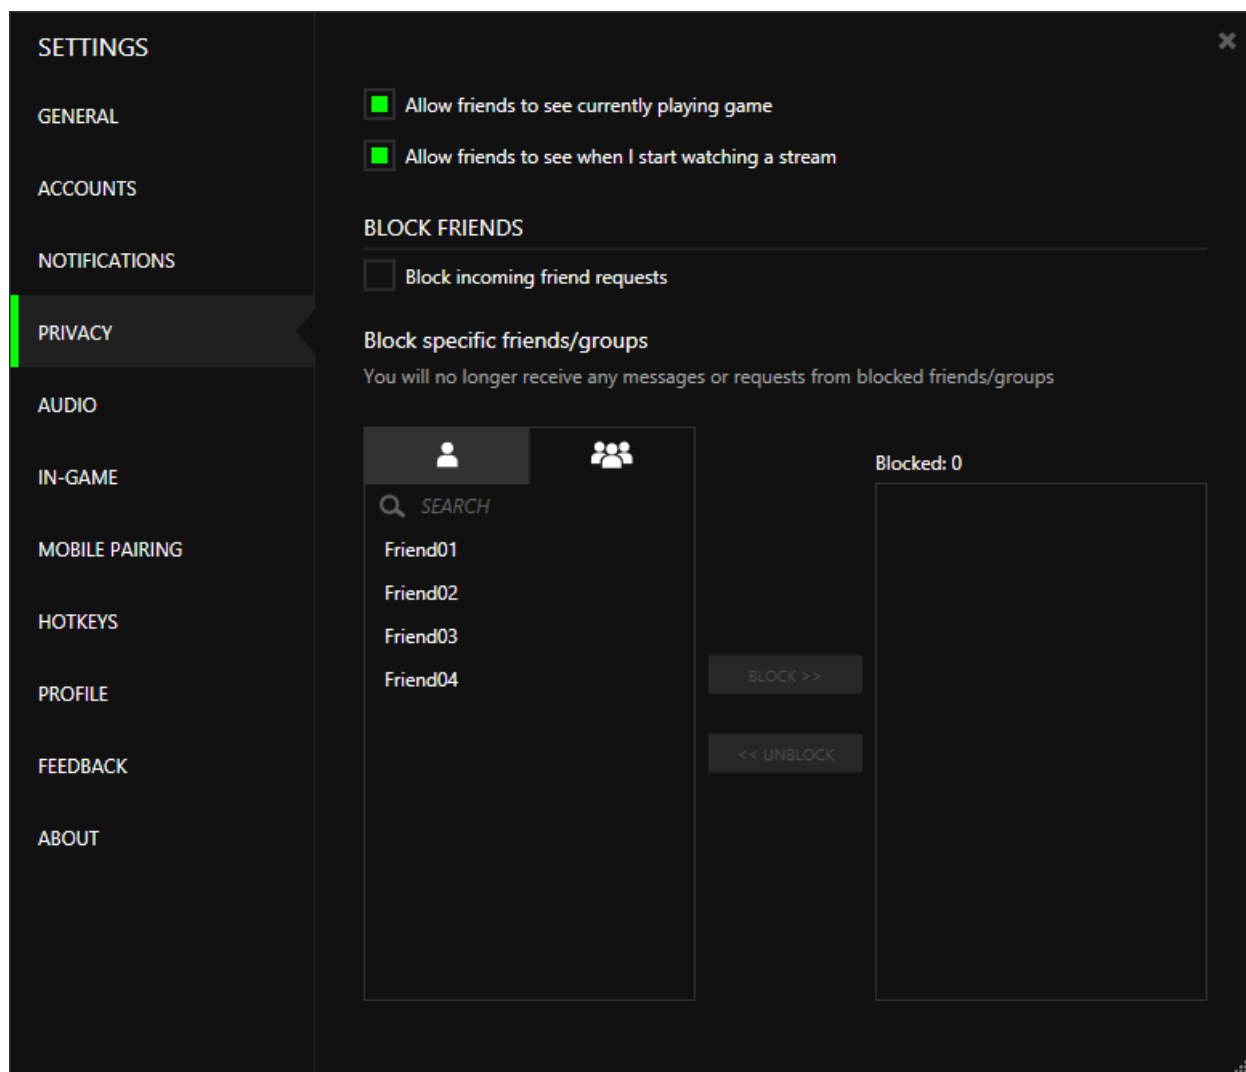 SETTINGS
GENERAL
ACCOUNTS
NOTIFICATIONS
PRIVACY
AUDIO
IN-GAME
MOBILE PAIRING
HOTKEYS
PROFILE
FEEDBACK
ABOUT
Allow friends to see currently playing game
Allow friends to see when I start watching a stream
BLOCK FRIENDS
Block incoming friend requests
Block specific friends/groups
You will no longer receive any messages or requests from blocked friends/groups
SEARCH
Friend01
Friend02
Friend03
Friend04
BLOCK >>
<< UNBLOCK
Blocked: 0